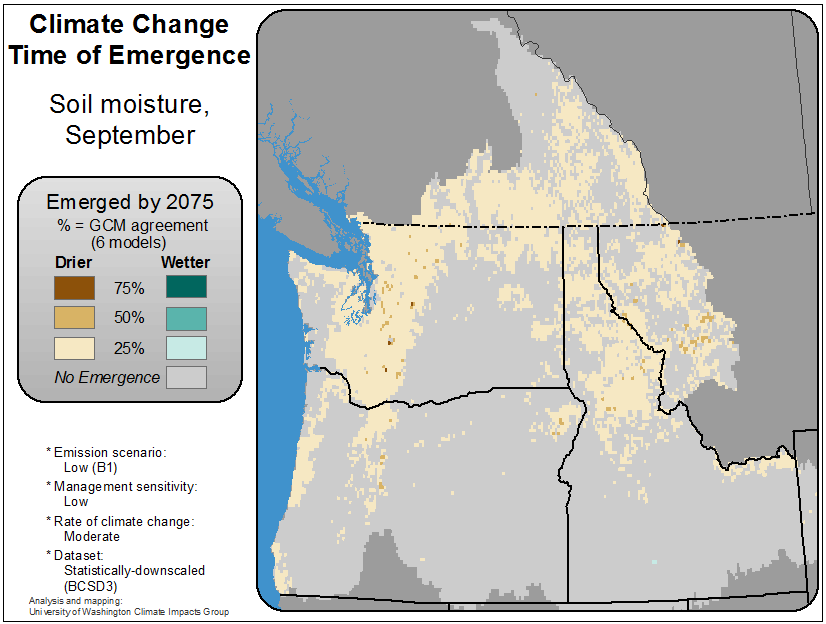 Climate Change
Time of Emergence
Soil moisture,
September
Emerged by 2075
% = GCM agreement
(6 models)
Drier Wetter
75%
50%
25%
No Emergence
* Emission scenario:
Low (B1)
* Management sensitivity:
Low
* Rate of climate change:
Moderate
* Dataset:
Statistically-downscaled
(BCSD3)
Analysis and mapping:
University of Washington Climate Impacts Group